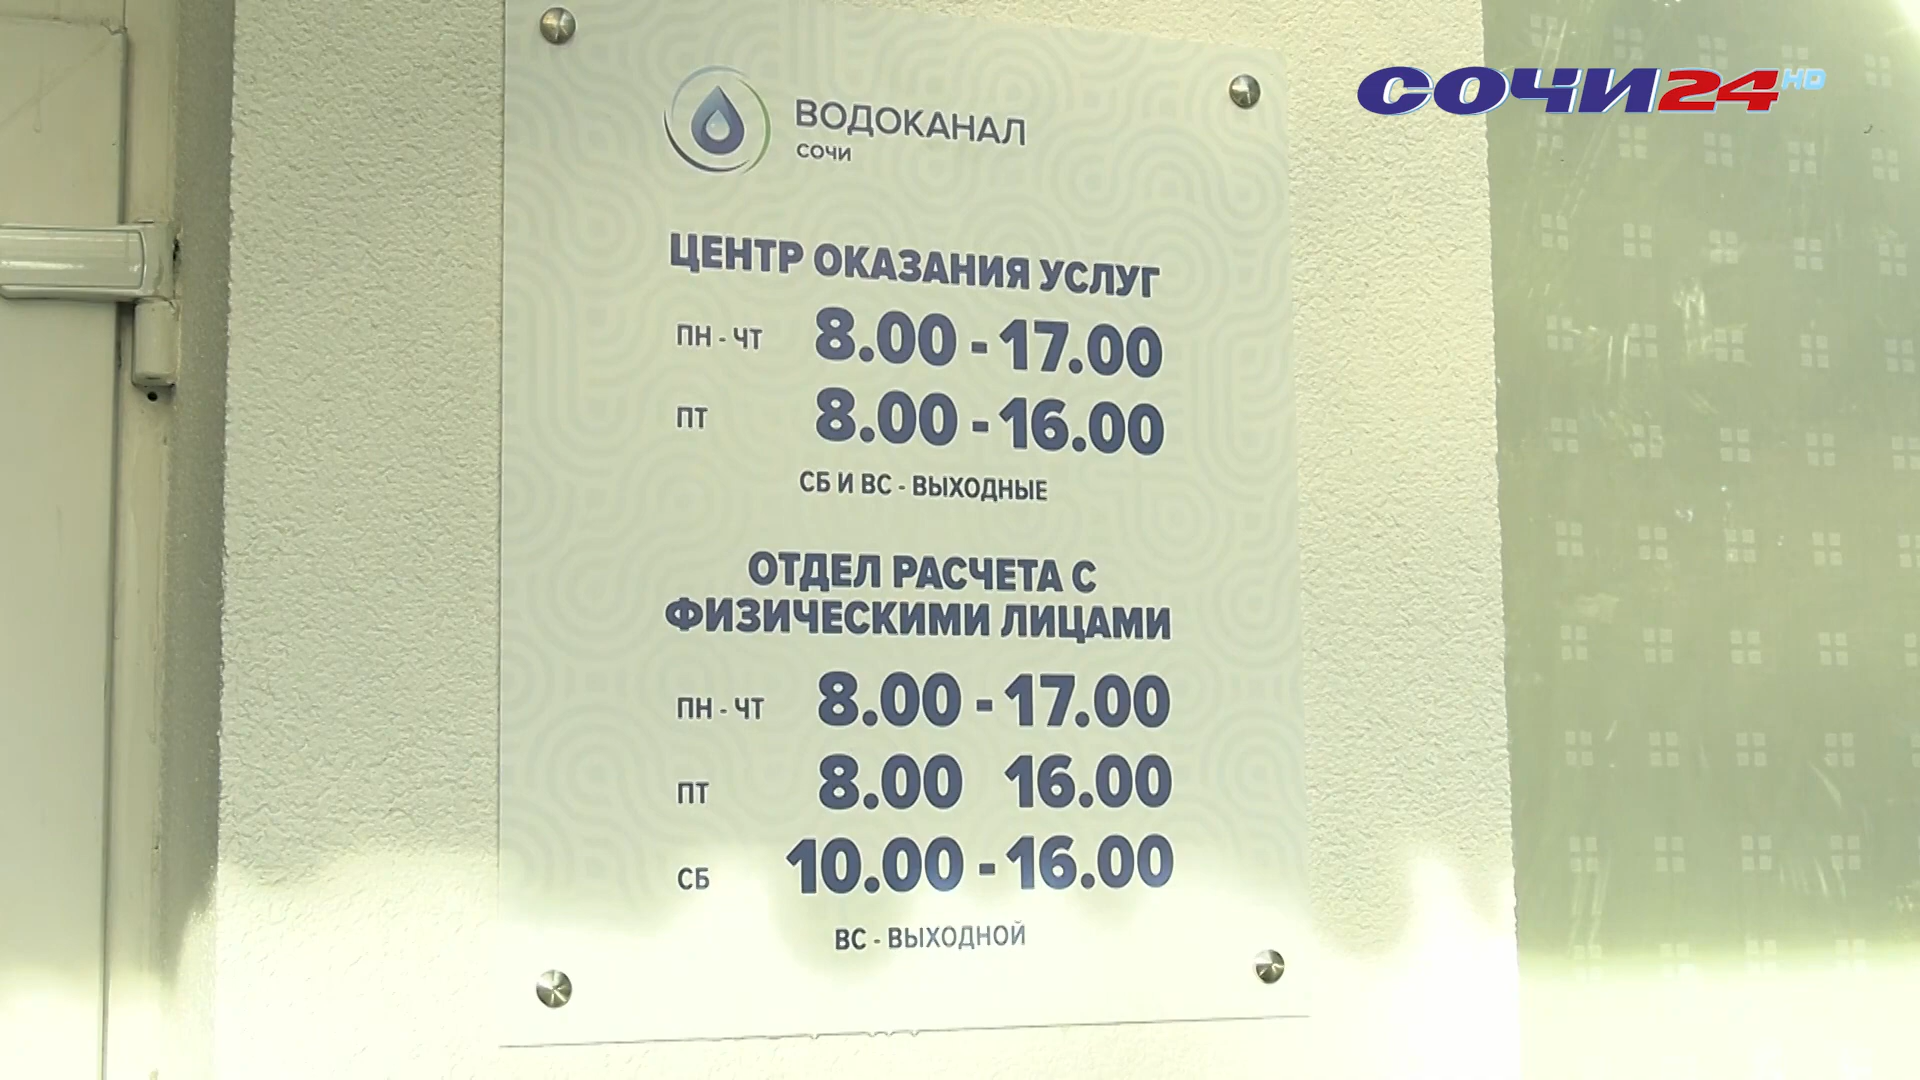 СОЧИ24HD
ВОДОКАНАЛ
СОЧИ
ЦЕНТР ОКАЗАНИЯ УСЛУГ
ПН - ЧТ 8.00 - 17.00
ПТ 8.00 - 16.00
СБ И ВС - ВЫХОДНЫЕ
ОТДЕЛ РАСЧЕТА С
ФИЗИЧЕСКИМИ ЛИЦАМИ
ПН - ЧТ 8.00 - 17.00
ПТ 8.00 16.00
СБ 10.00 - 16.00
ВС - ВЫХОДНОЙ